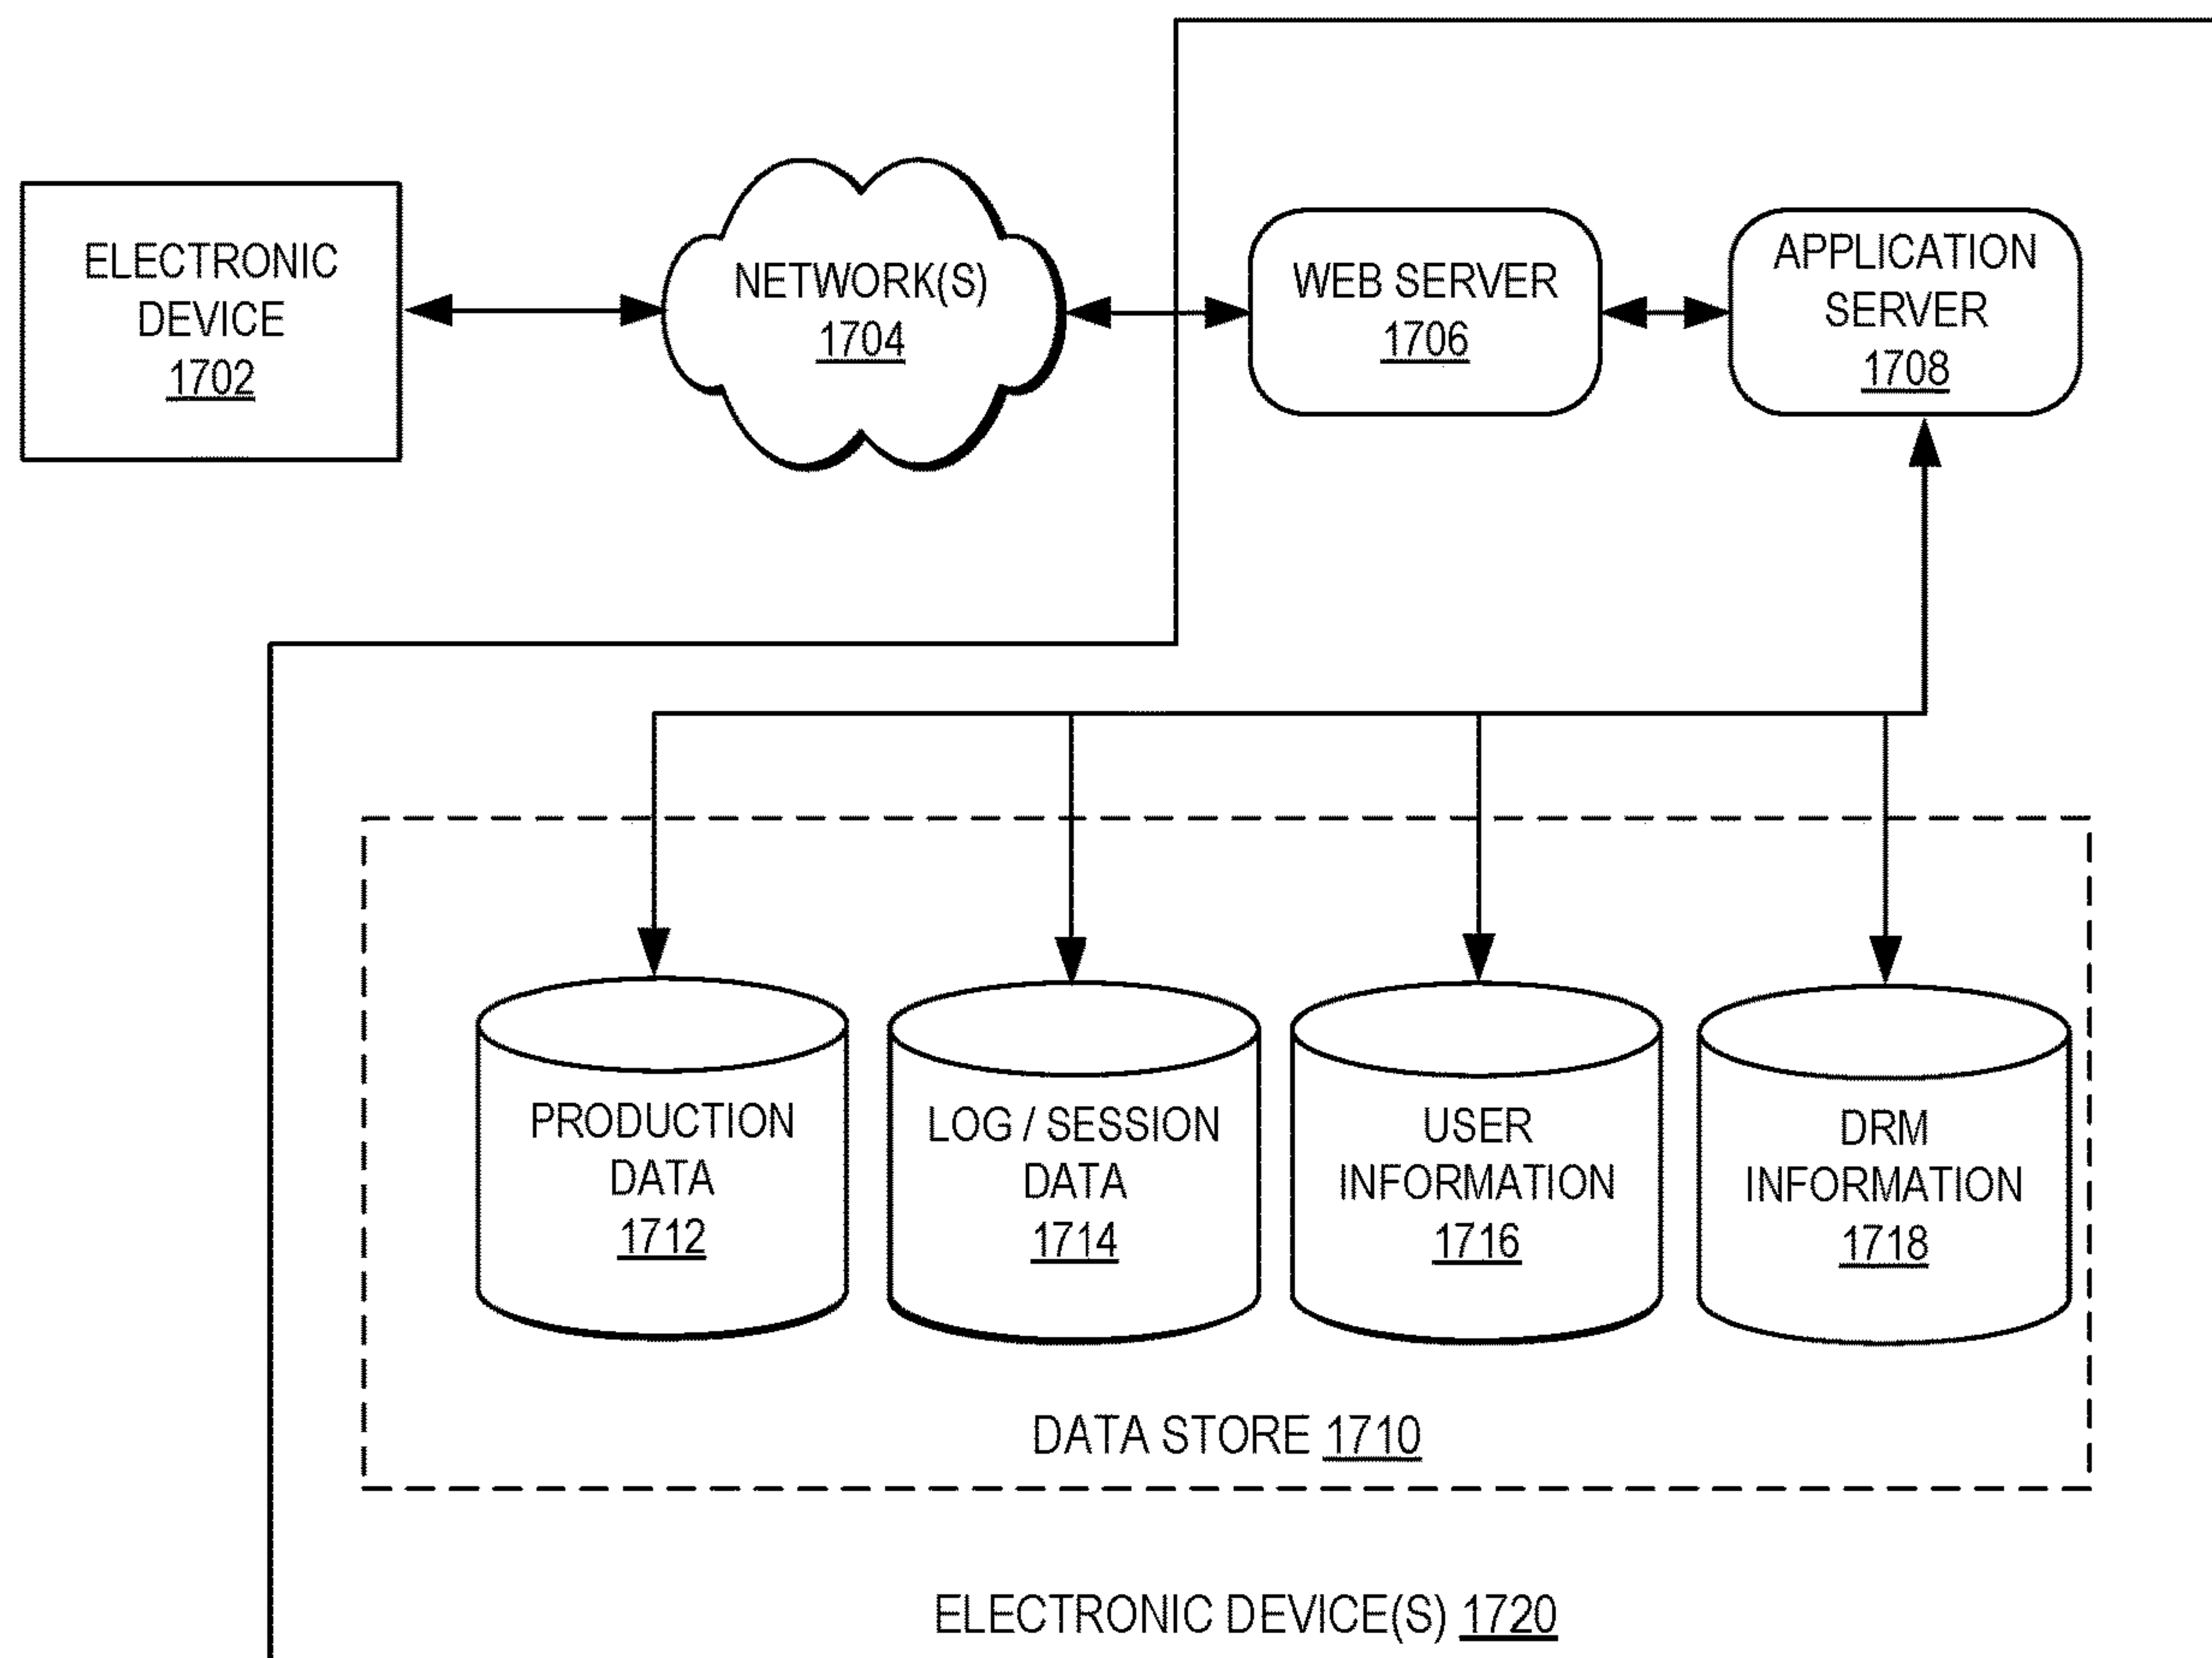 ELECTRONIC
DEVICE
1702
NETWORK(S)
1704
WEB SERVER
1706
APPLICATION
SERVER
1708
PRODUCTION
DATA
1712
LOG / SESSION
DATA
1714
USER
INFORMATION
1716
DRM
INFORMATION
1718
DATA STORE 1710
ELECTRONIC DEVICE(S) 1720